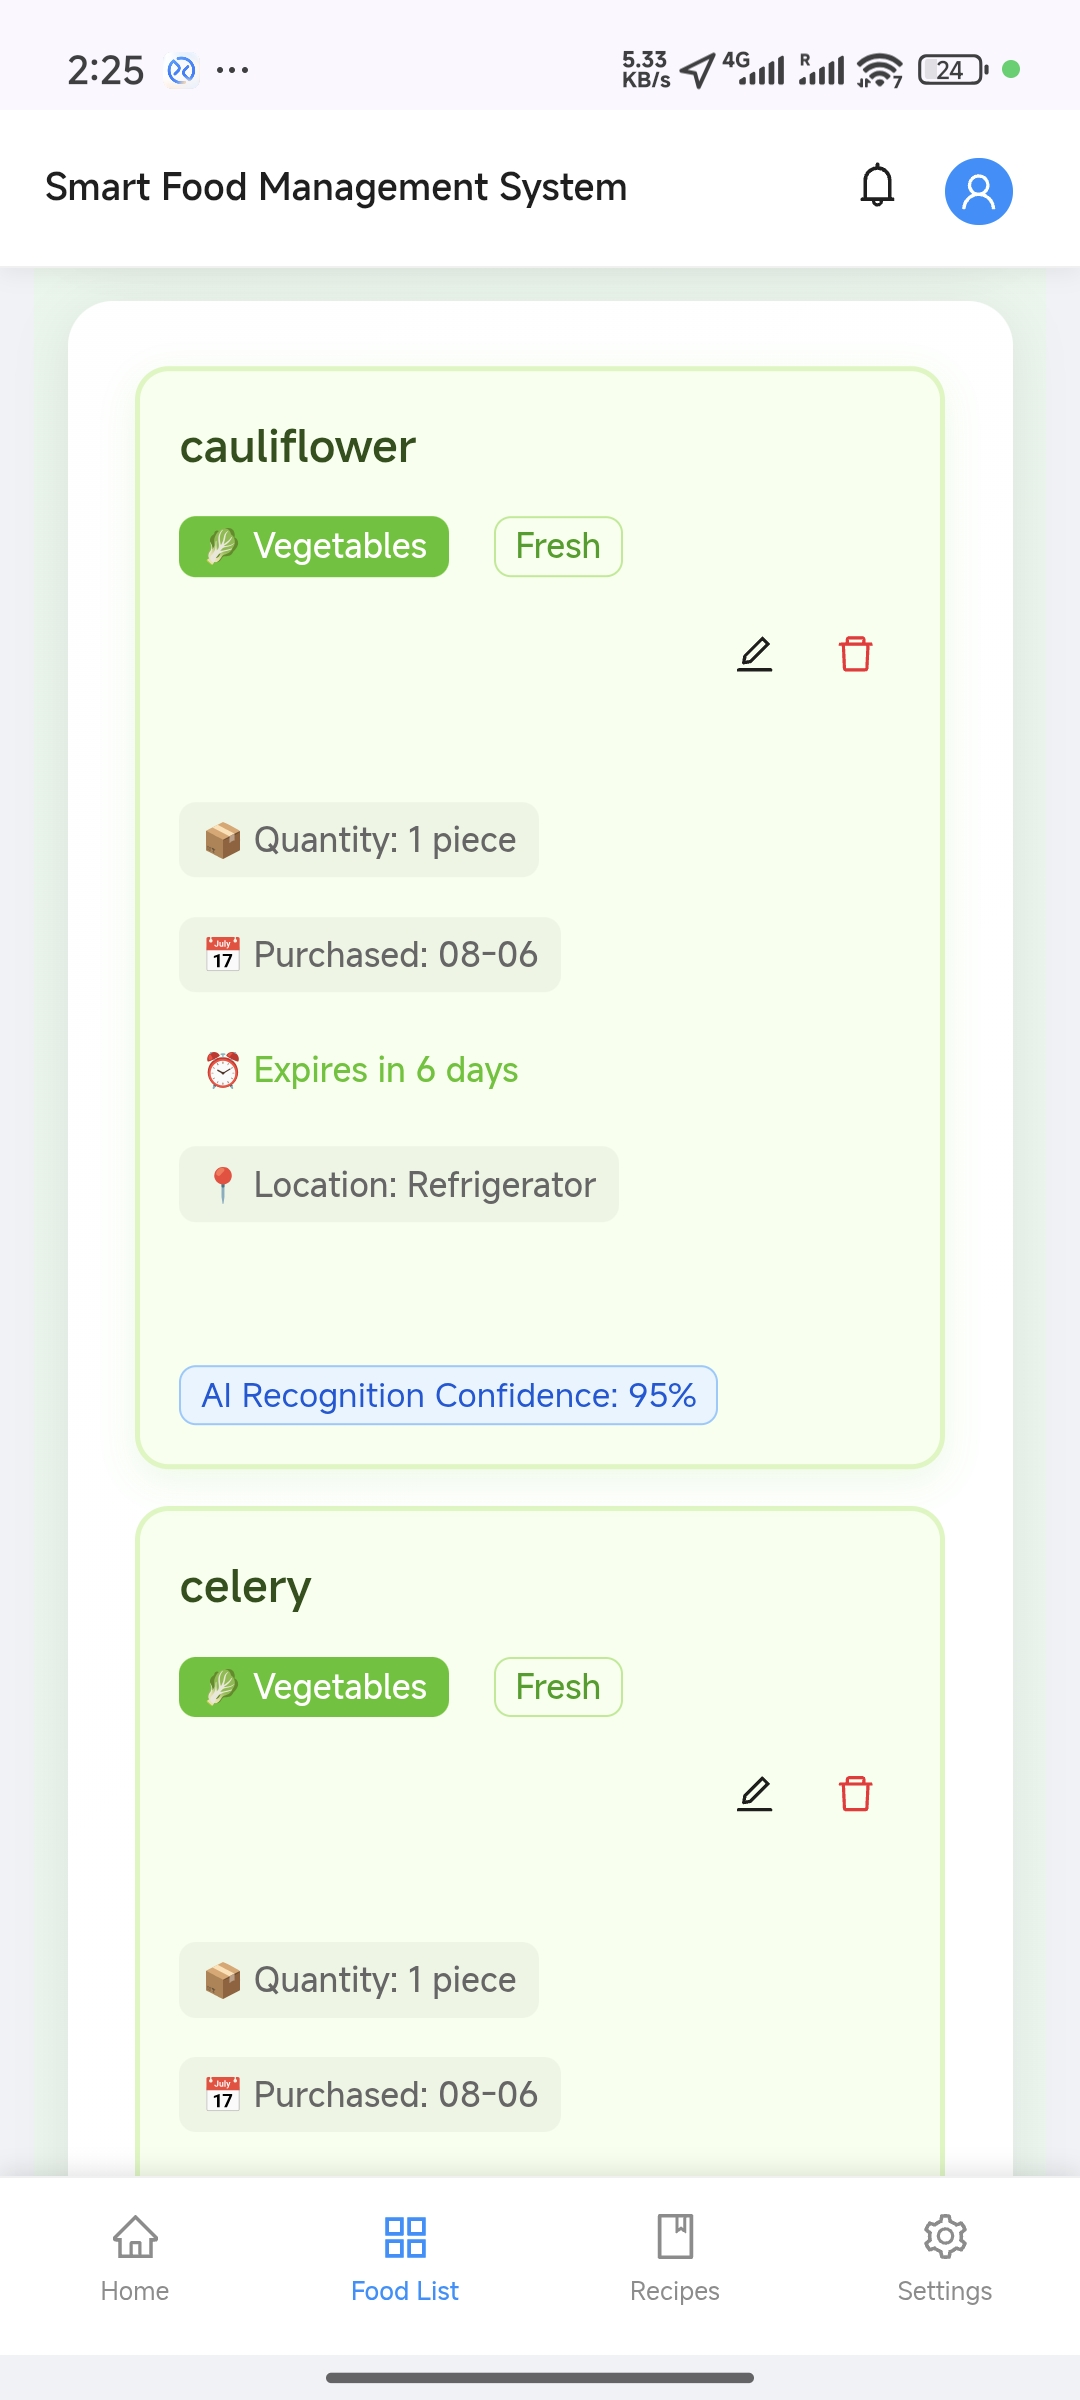 2:25
5.33 KB/s
4G
R
7
24
Smart Food Management System
cauliflower
Vegetables
Fresh
Quantity: 1 piece
July
17
Purchased: 08-06
Expires in 6 days
Location: Refrigerator
AI Recognition Confidence: 95%
celery
Vegetables
Fresh
Quantity: 1 piece
July
17
Purchased: 08-06
Home
Food List
Recipes
Settings